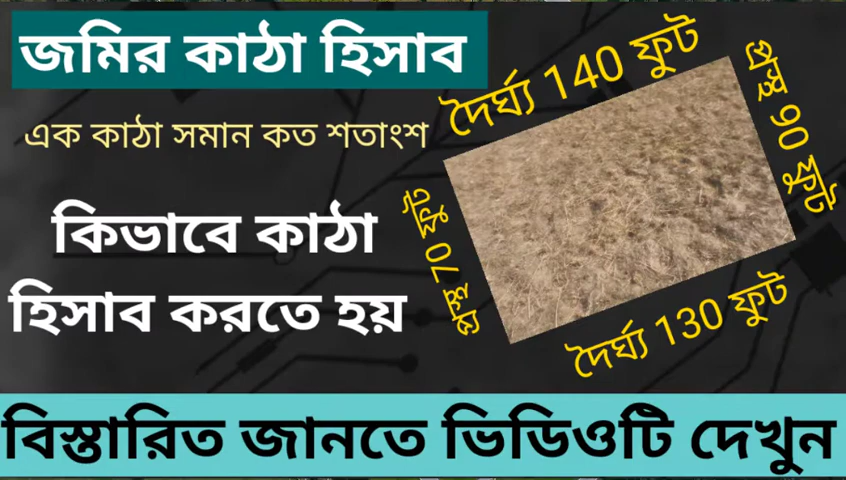 জমির কাঠা হিসাব
এক কাঠা সমান কত শতাংশ
কিভাবে কাঠা
হিসাব করতে হয়
দৈর্ঘ্য 140 ফুট
প্রস্থ 90 ফুট
প্রস্থ 70 ফুট
দৈর্ঘ্য 130 ফুট
বিস্তারিত জানতে ভিডিওটি দেখুন